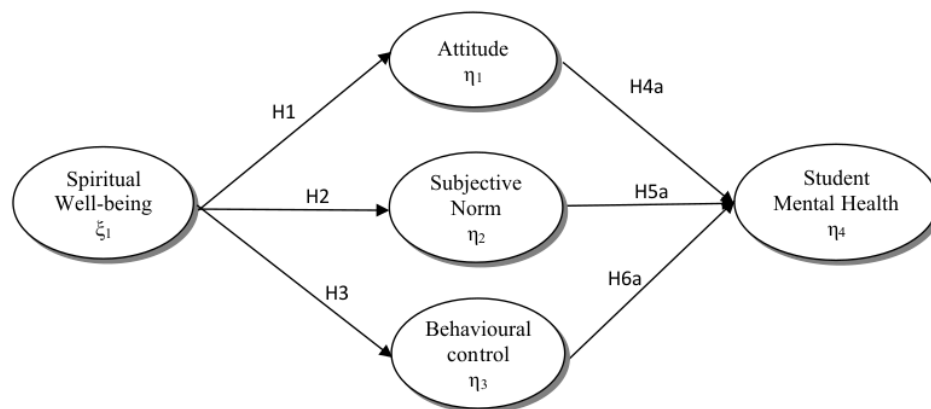 Attitude
η1
H1
H4a
Spiritual
Well-being
ξ1
H2
Subjective
Norm
η2
H5a
Student
Mental Health
η4
H3
H6a
Behavioural
control
η3